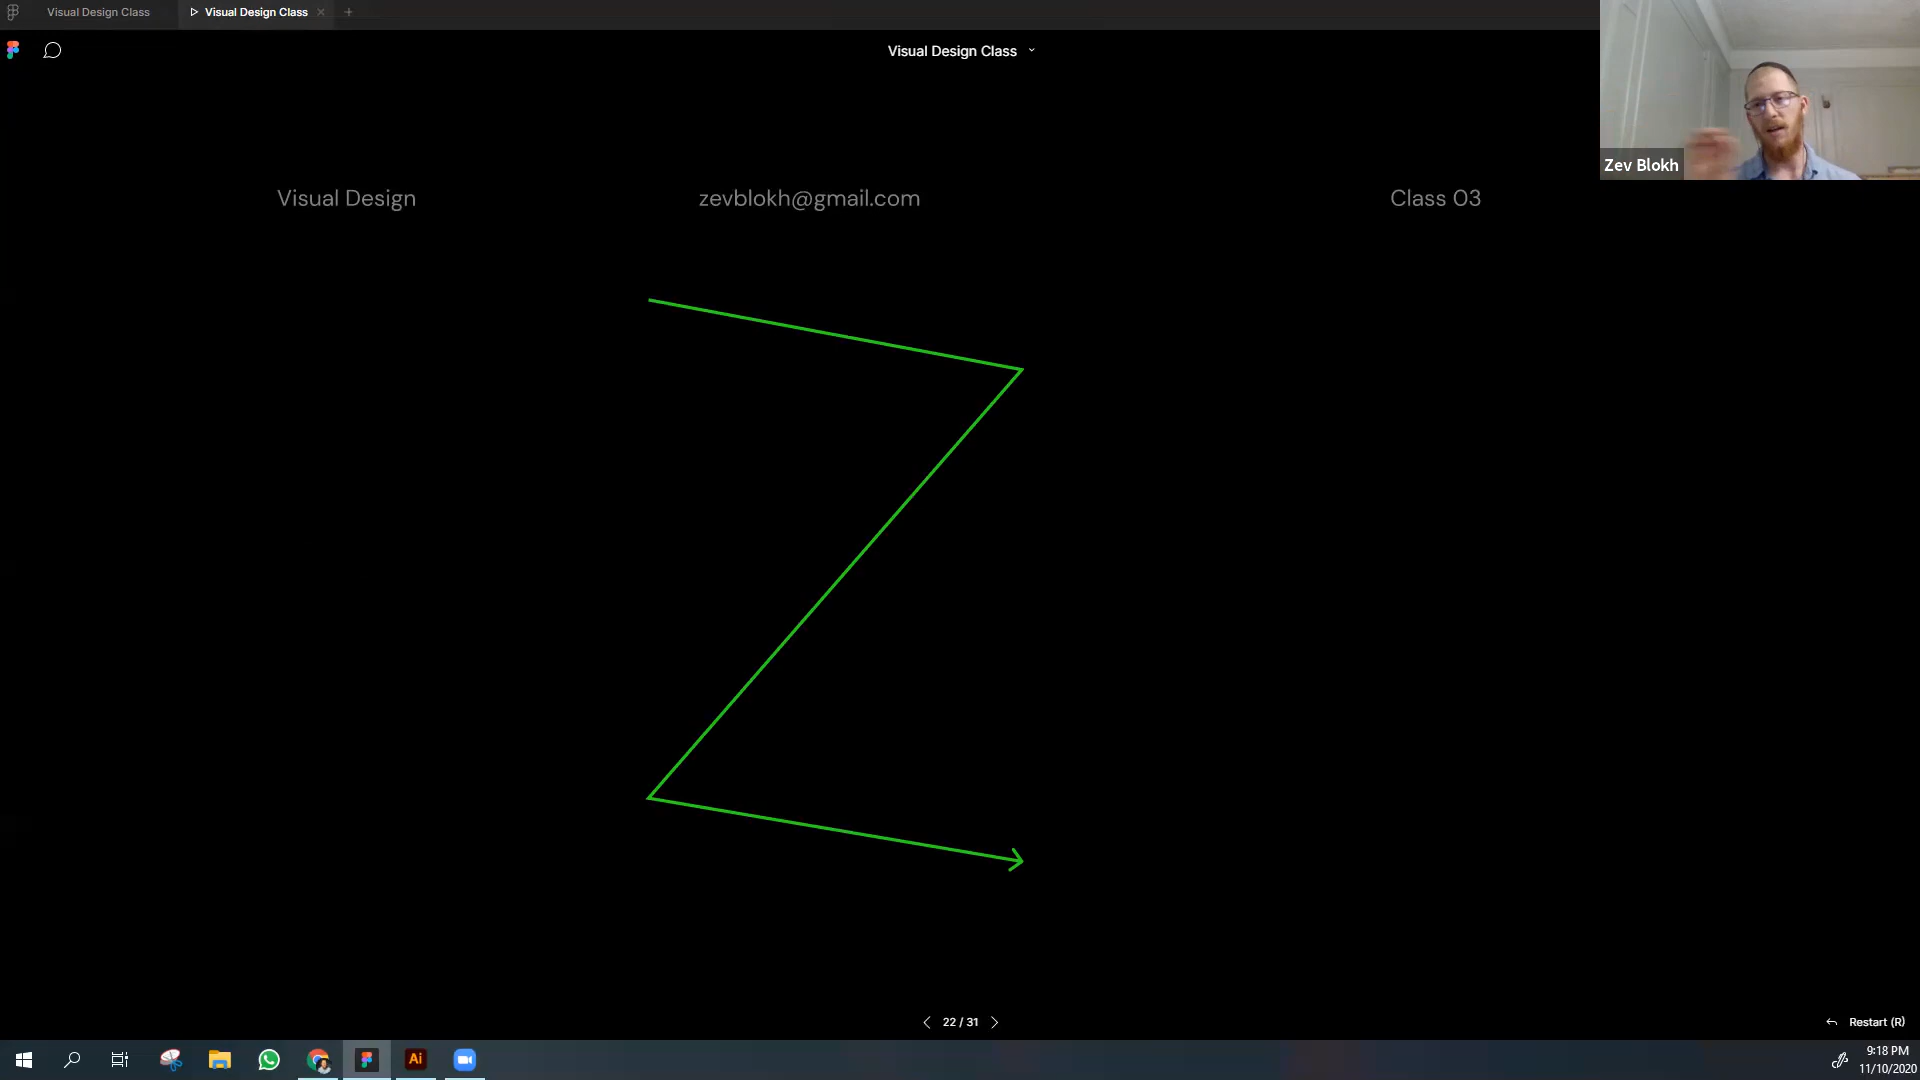 Visual Design Class
Visual Design Class
Visual Design Class
Zev Blokh
Visual Design
zevblokh@gmail.com
Class 03
22 / 31
Restart (R)
Ai
9:18 PM
11/10/2020